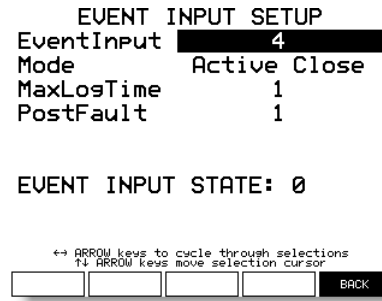 EVENT INPUT SETUP
EventInput 4
Mode Active Close
MaxLogTime 1
PostFault 1
EVENT INPUT STATE: 0
↔ ARROW keys to cycle through selections
↑↓ ARROW keys move selection cursor
BACK